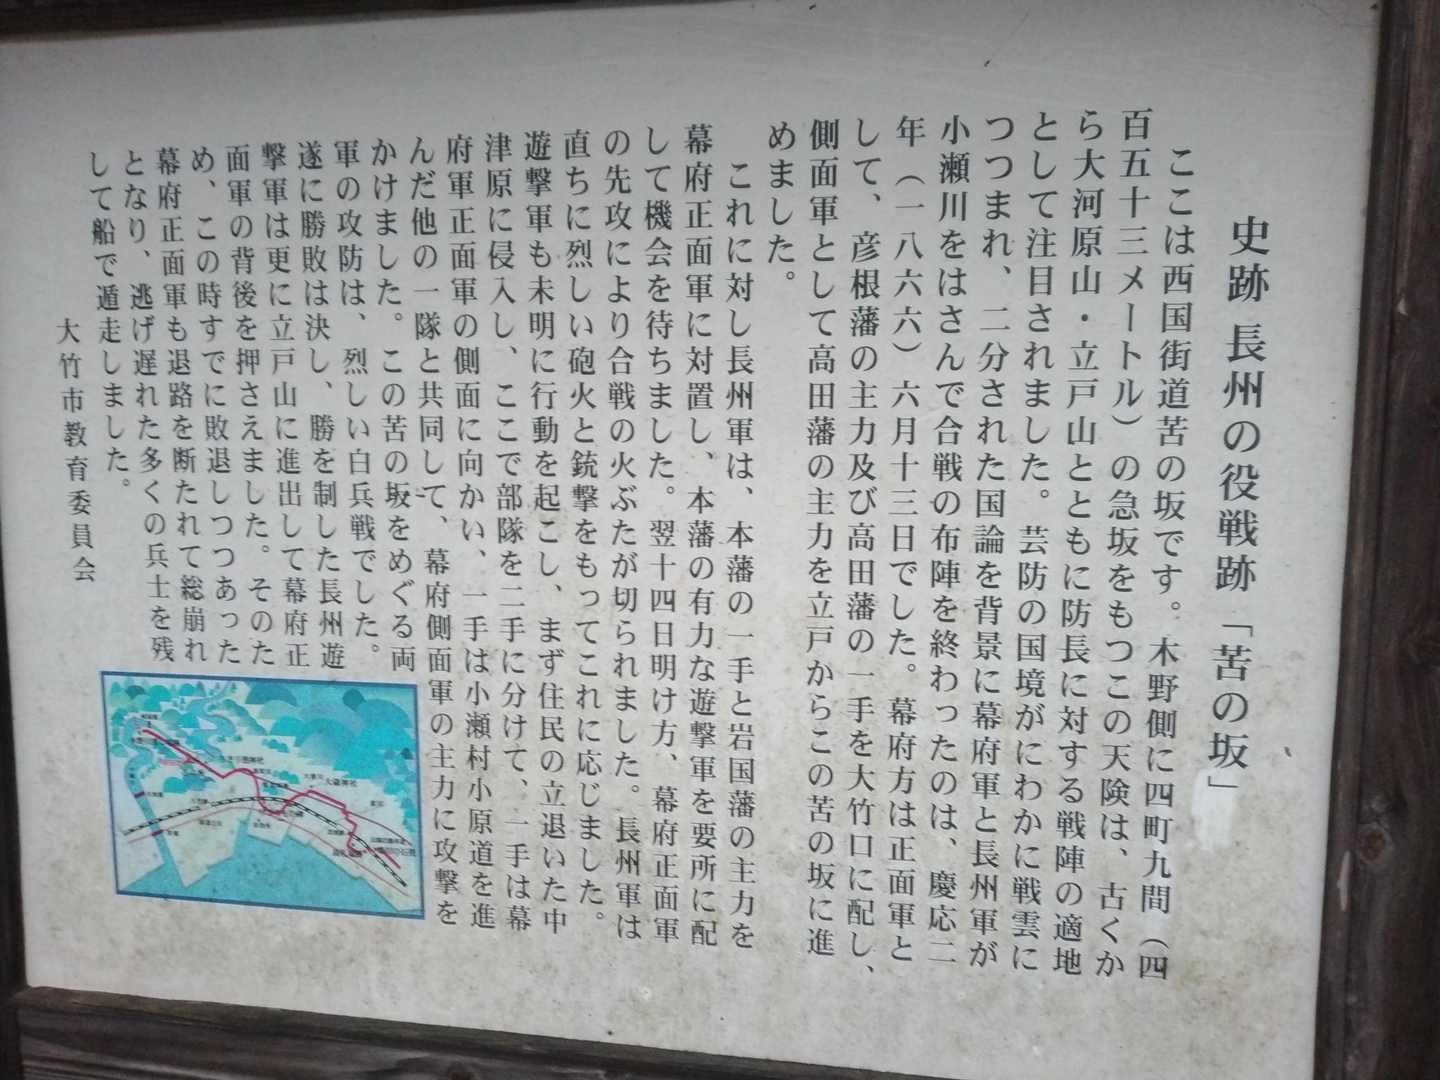 史跡 長州の役戦跡「苦の坂」
ここは西国街道苦の坂です。木野側に四町九間（四
百五十三メートル）の急坂をもつこの天険は、古くか
ら大河原山・立戸山とともに防長に対する戦陣の適地
として注目されました。芸防の国境がにわかに戦雲に
つつまれ、二分された国論を背景に幕府軍と長州軍が
小瀬川をはさんで合戦の布陣を終わったのは、慶応二
年（一八六六）六月十三日でした。幕府方は正面軍と
して、彦根藩の主力及び高田藩の一手を大竹口に配し、
側面軍として高田藩の主力を立戸からこの苦の坂に進
めました。
これに対し長州軍は、本藩の一手と岩国藩の主力を
幕府正面軍に対置し、本藩の有力な遊撃軍を要所に配
して機会を待ちました。翌十四日明け方、幕府正面軍
の先攻により合戦の火ぶたが切られました。長州軍は
直ちに烈しい砲火と銃撃をもってこれに応じました。
遊撃軍も未明に行動を起こし、まず住民の立退いた中
津原に侵入し、ここで部隊を二手に分けて、一手は幕
府軍正面軍の側面に向かい、一手は小瀬村小原道を進
んだ他の一隊と共同して、幕府側面軍の主力に攻撃を
かけました。この苦の坂をめぐる両
軍の攻防は、烈しい白兵戦でした。
遂に勝敗は決し、勝を制した長州遊
撃軍は更に立戸山に進出して幕府正
面軍の背後を押さえました。そのた
め、この時すでに敗退しつつあった
幕府正面軍も退路を断たれて総崩れ
となり、逃げ遅れた多くの兵士を残
して船で遁走しました。
大竹市教育委員会